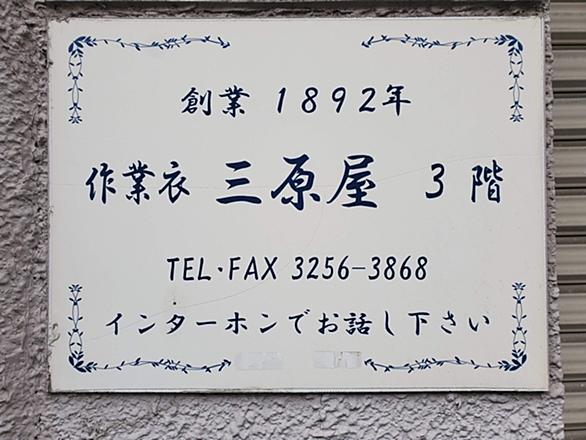 創業 1892年
作業衣 三原屋 3階
TEL・FAX 3256-3868
インターホンでお話し下さい